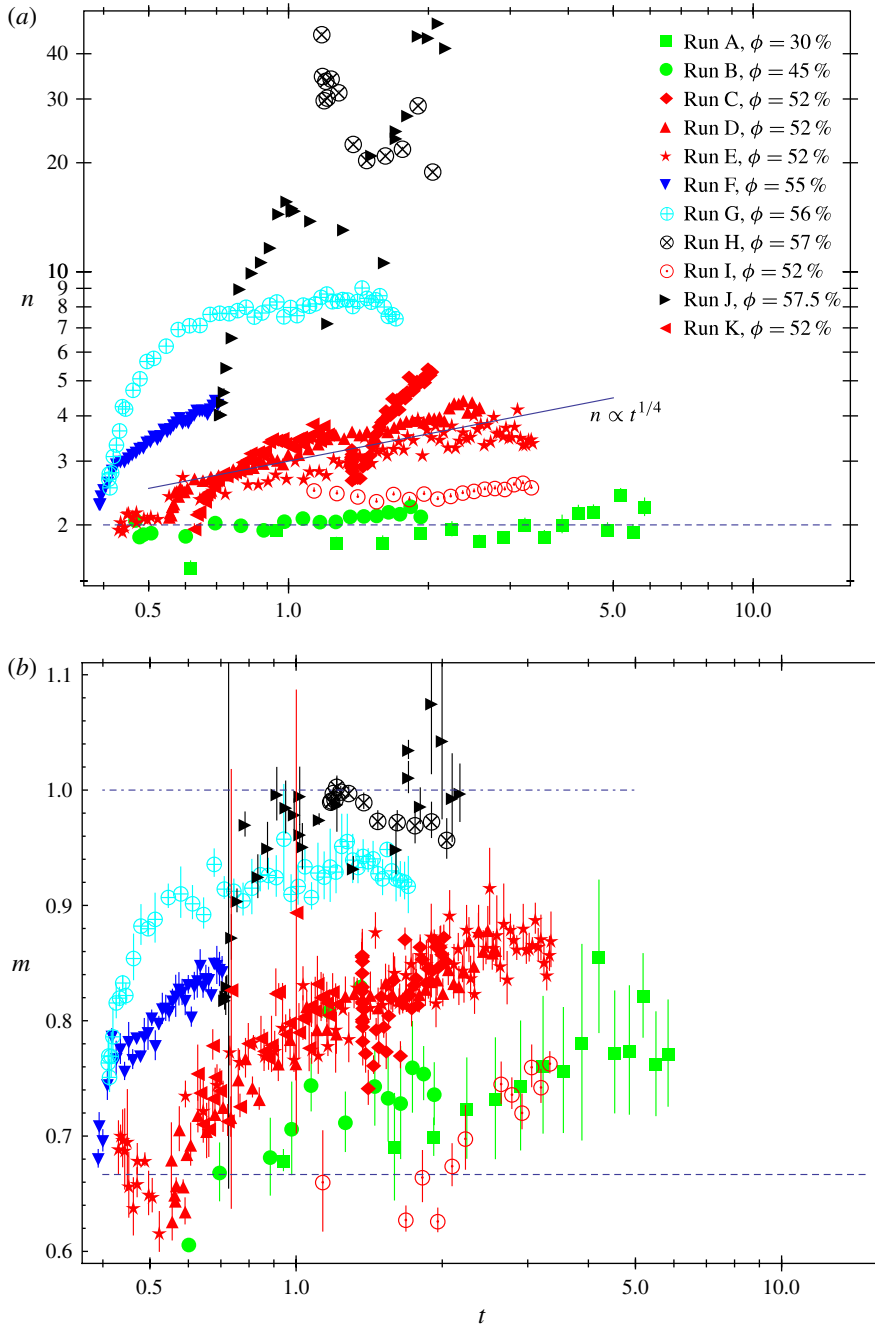 (a)
40
30
20
10
9
8
7
6
5
4
3
2
n
Run A, ϕ = 30 %
Run B, ϕ = 45 %
Run C, ϕ = 52 %
Run D, ϕ = 52 %
Run E, ϕ = 52 %
Run F, ϕ = 55 %
Run G, ϕ = 56 %
Run H, ϕ = 57 %
Run I, ϕ = 52 %
Run J, ϕ = 57.5 %
Run K, ϕ = 52 %
n ∝ t^{1/4}
0.5 1.0 5.0 10.0
(b)
1.1
1.0
0.9
m
0.8
0.7
0.6
0.5 1.0 5.0 10.0
t